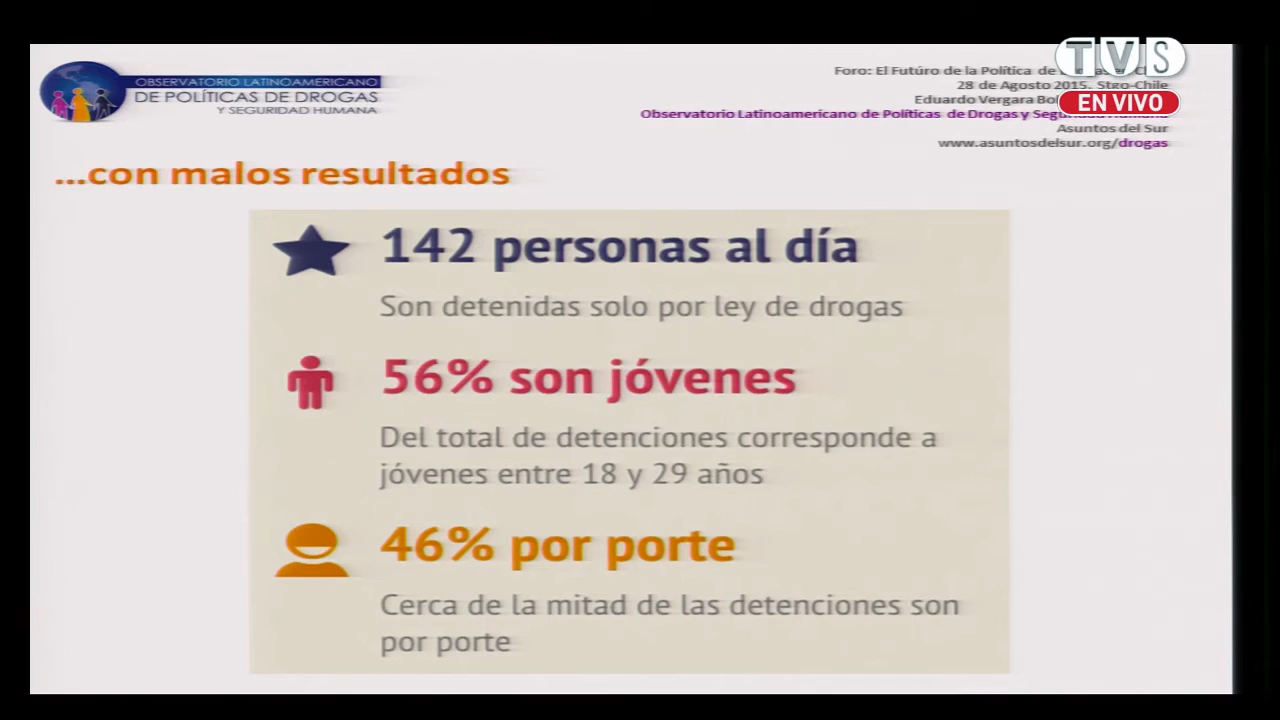 TVS
EN VIVO
OBSERVATORIO LATINOAMERICANO
DE POLÍTICAS DE DROGAS
Y SEGURIDAD HUMANA
Foro: El Futúro de la Política de
28 de Agosto 2015. Stgo-Chile
Eduardo Vergara
Observatorio Latinoamericano de Políticas de Drogas y
Asuntos del Sur
www.asuntosdelsur.org/drogas
...con malos resultados
142 personas al día
Son detenidas solo por ley de drogas
56% son jóvenes
Del total de detenciones corresponde a
jóvenes entre 18 y 29 años
46% por porte
Cerca de la mitad de las detenciones son
por porte